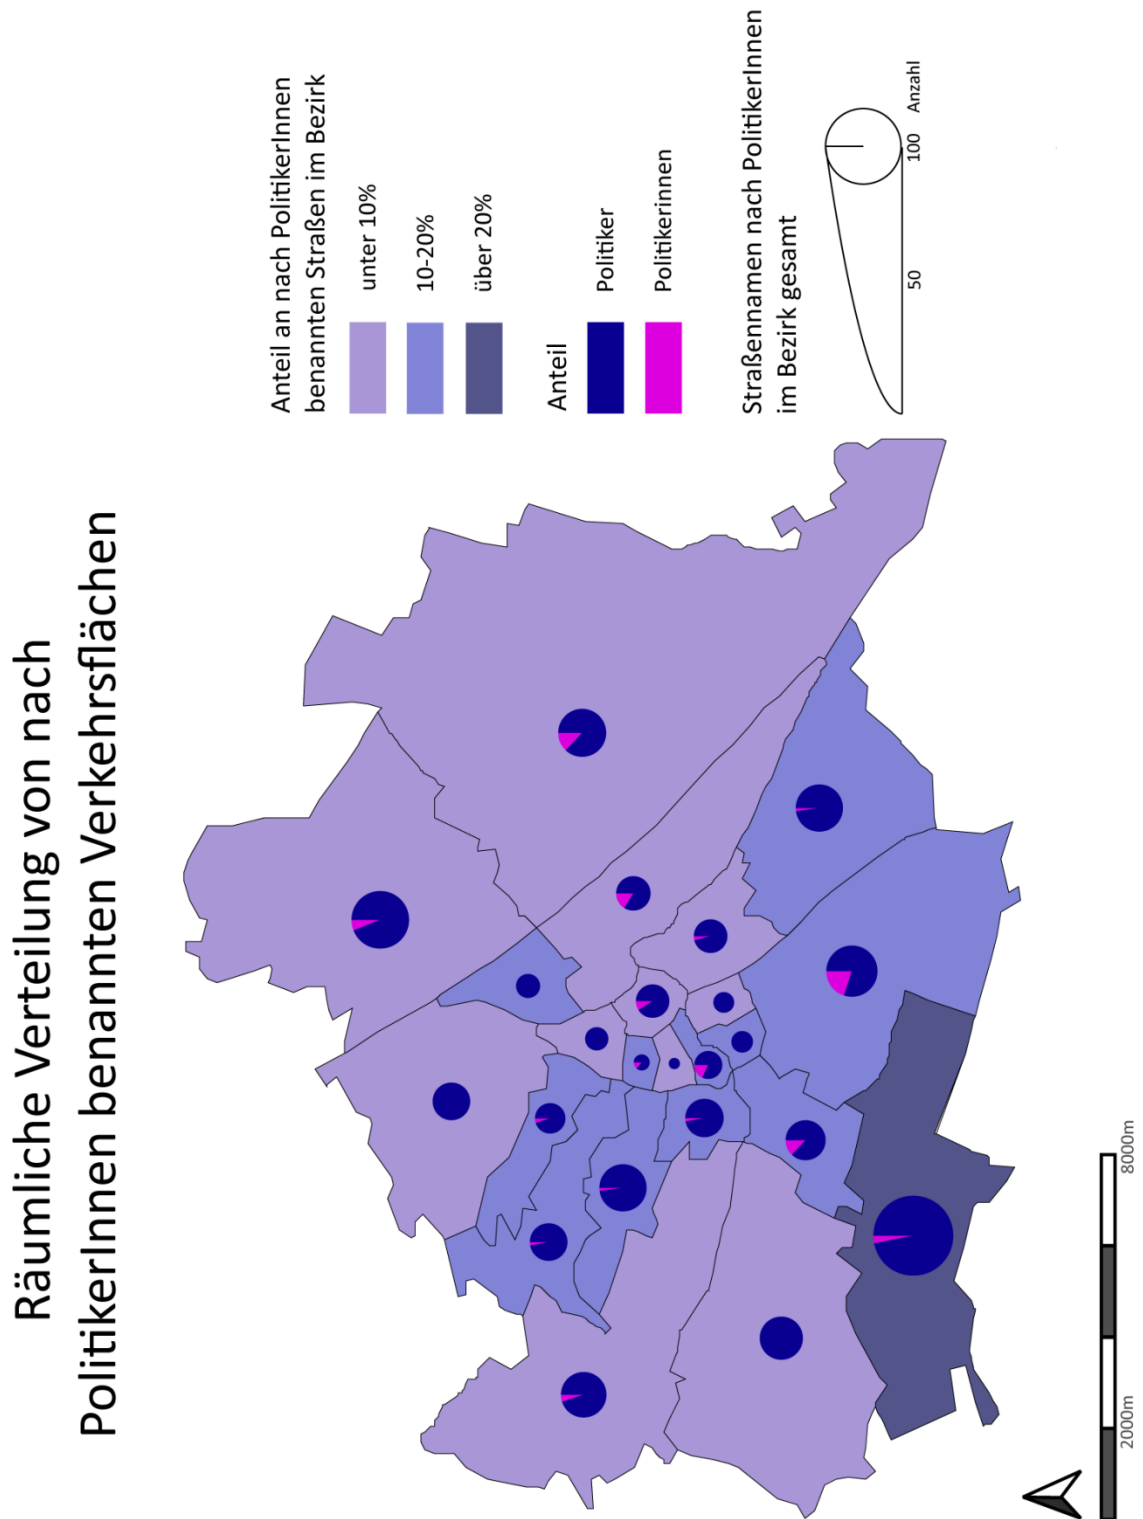 Räumliche Verteilung von nach
PolitikerInnen benannten Verkehrsflächen
Anteil an nach PolitikerInnen
benannten Straßen im Bezirk
unter 10%
10-20%
über 20%
Anteil
Politiker
Politikerinnen
Straßennamen nach PolitikerInnen
im Bezirk gesamt
50
100
Anzahl
2000m
8000m